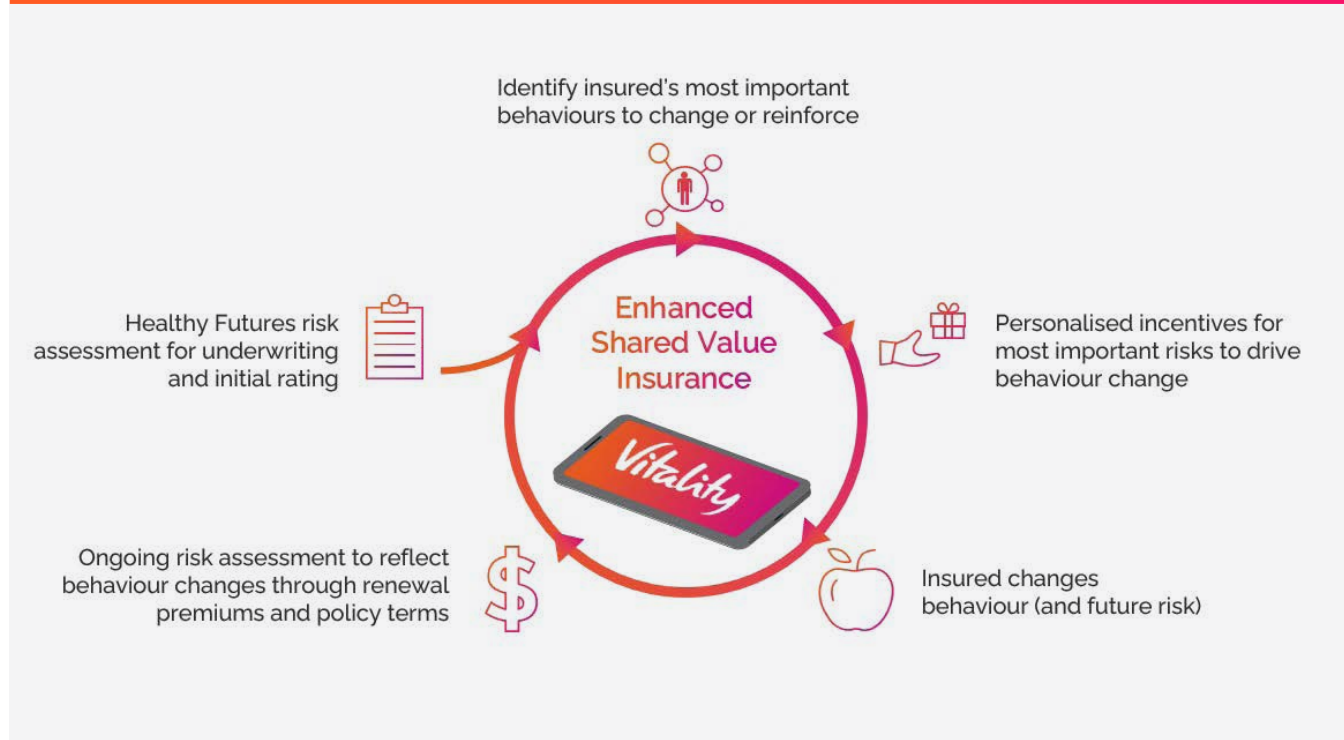 Identify insured's most important
behaviours to change or reinforce
Healthy Futures risk
assessment for underwriting
and initial rating
Enhanced
Shared Value
Insurance
Vitality
Personalised incentives for
most important risks to drive
behaviour change
Ongoing risk assessment to reflect
behaviour changes through renewal
premiums and policy terms
$
Insured changes
behaviour (and future risk)